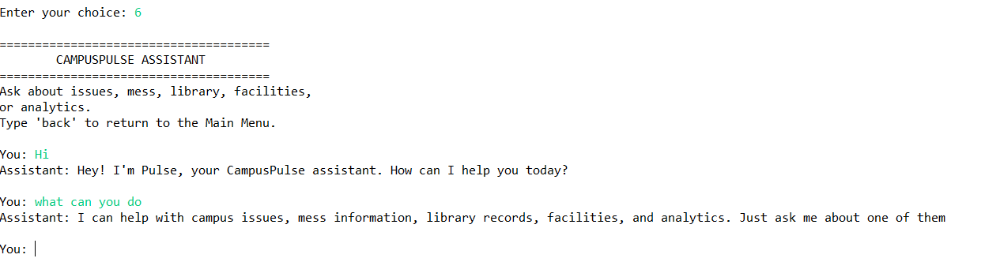 Enter your choice: 6
======================================
CAMPUSPULSE ASSISTANT
======================================
Ask about issues, mess, library, facilities,
or analytics.
Type 'back' to return to the Main Menu.
You: Hi
Assistant: Hey! I'm Pulse, your CampusPulse assistant. How can I help you today?
You: what can you do
Assistant: I can help with campus issues, mess information, library records, facilities, and analytics. Just ask me about one of them
You: